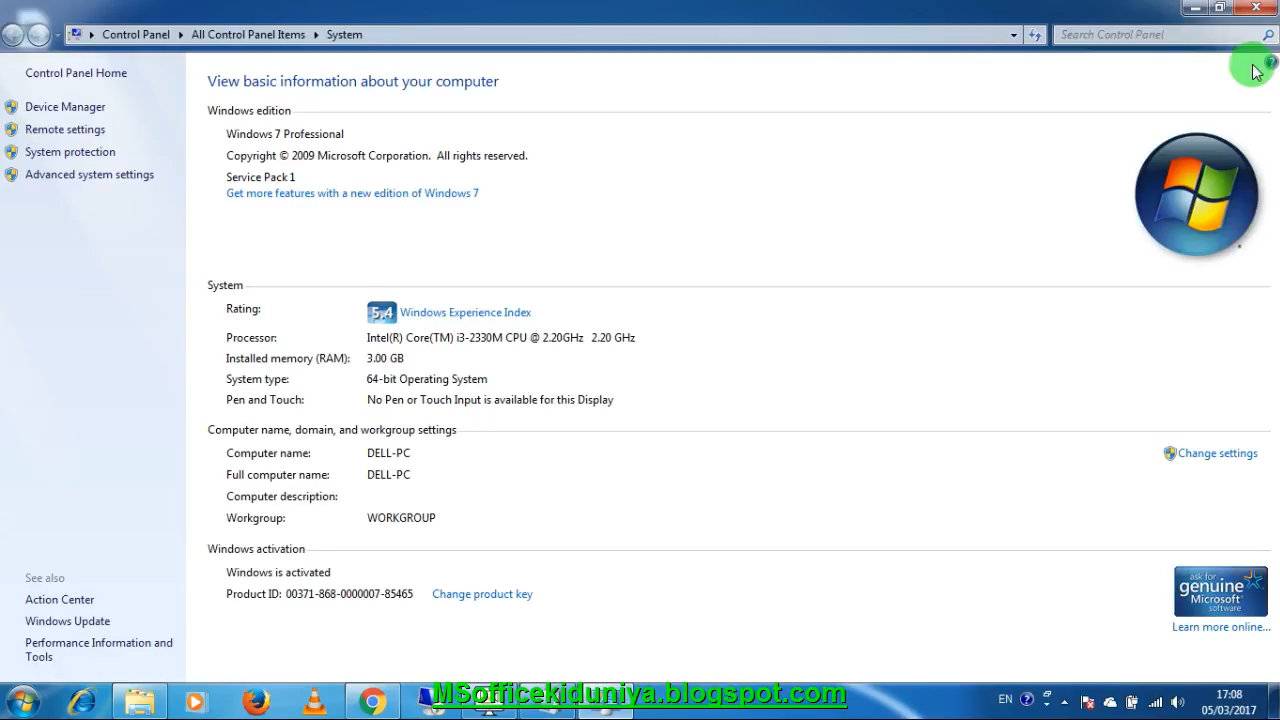 Control Panel All Control Panel Items System
Search Control Panel
Control Panel Home
Device Manager
Remote settings
System protection
Advanced system settings
View basic information about your computer
Windows edition
Windows 7 Professional
Copyright © 2009 Microsoft Corporation. All rights reserved.
Service Pack 1
Get more features with a new edition of Windows 7
System
Rating: 5.4 Windows Experience Index
Processor: Intel(R) Core(TM) i3-2330M CPU @ 2.20GHz 2.20 GHz
Installed memory (RAM): 3.00 GB
System type: 64-bit Operating System
Pen and Touch: No Pen or Touch Input is available for this Display
Computer name, domain, and workgroup settings
Computer name: DELL-PC
Change settings
Full computer name: DELL-PC
Computer description:
Workgroup: WORKGROUP
Windows activation
Windows is activated
Product ID: 00371-868-0000007-85465 Change product key
ask for
genuine
Microsoft
software
Learn more online...
See also
Action Center
Windows Update
Performance Information and
Tools
MSofficekiduniya.blogspot.com
EN
17:08
05/03/2017